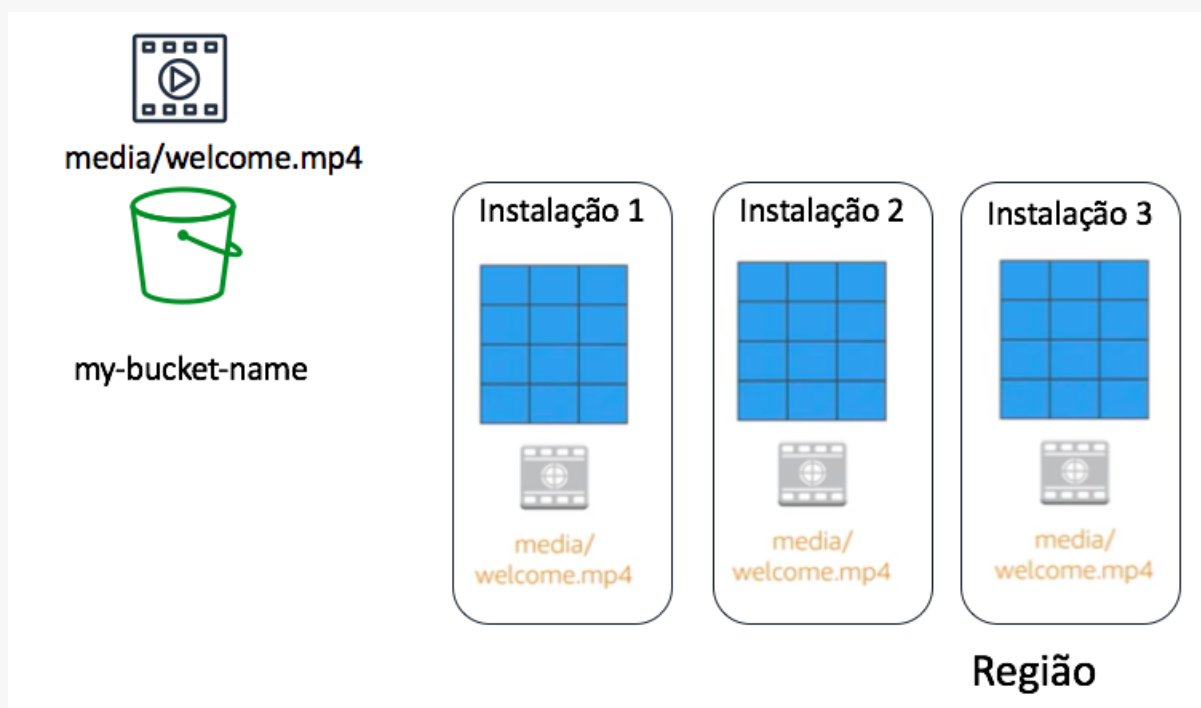 media/welcome.mp4
my-bucket-name
Instalação 1
media/
welcome.mp4
Instalação 2
media/
welcome.mp4
Instalação 3
media/
welcome.mp4
Região